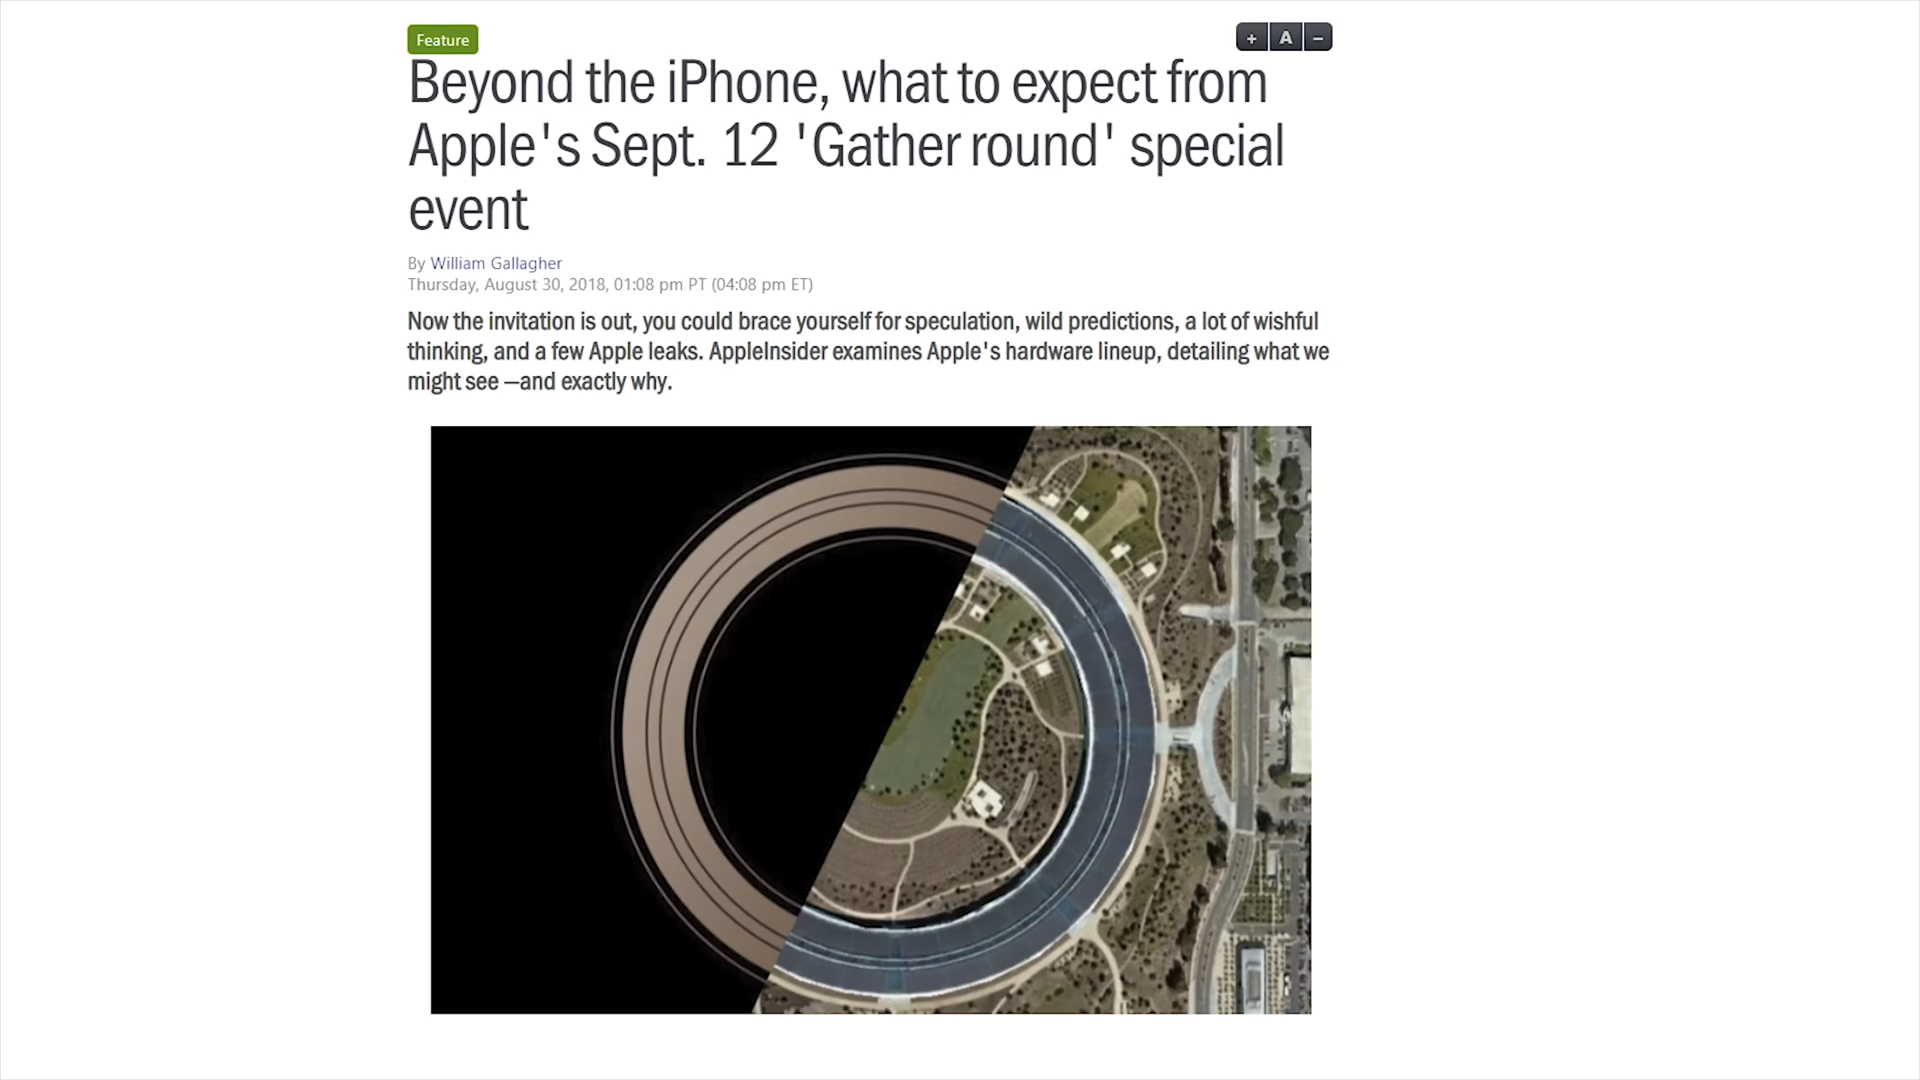 Feature
+ A −
Beyond the iPhone, what to expect from
Apple's Sept. 12 'Gather round' special
event
By William Gallagher
Thursday, August 30, 2018, 01:08 pm PT (04:08 pm ET)
Now the invitation is out, you could brace yourself for speculation, wild predictions, a lot of wishful
thinking, and a few Apple leaks. AppleInsider examines Apple's hardware lineup, detailing what we
might see —and exactly why.